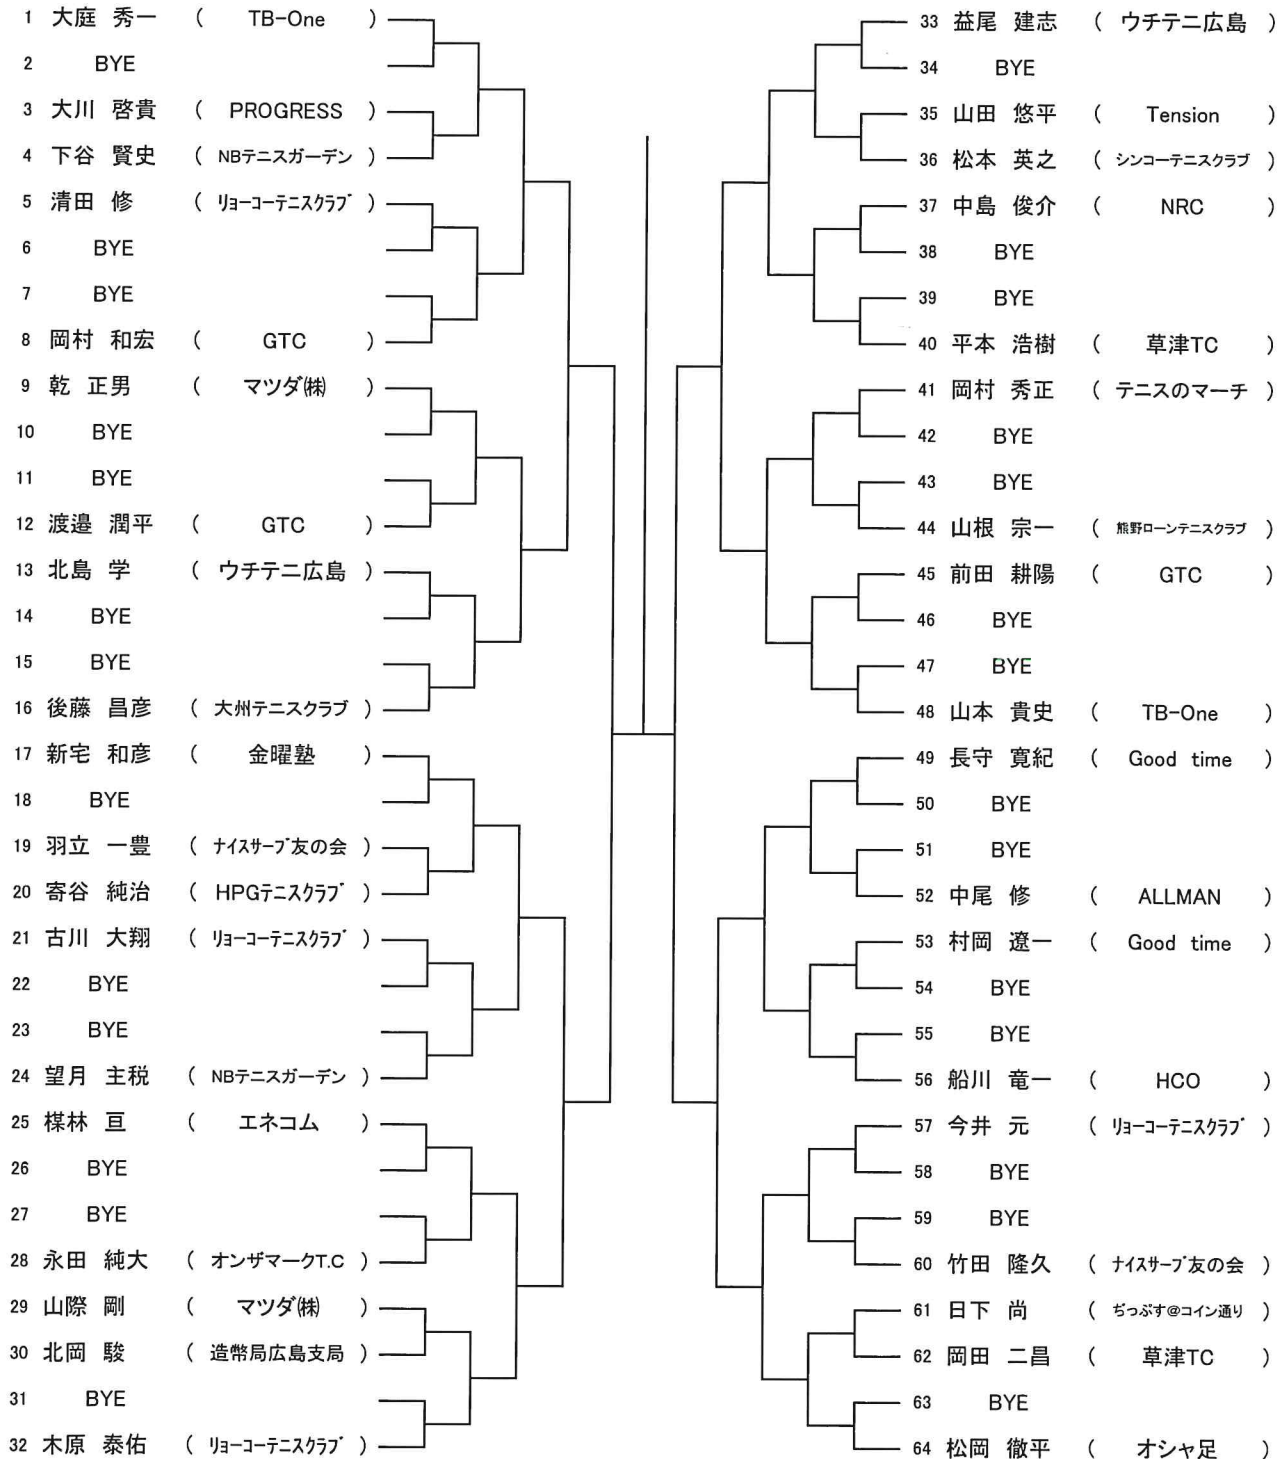 1 大庭 秀一 ( TB-One )
2 BYE
3 大川 啓貴 ( PROGRESS )
4 下谷 賢史 ( NBテニスガーデン )
5 清田 修 ( リョーコーテニスクラブ )
6 BYE
7 BYE
8 岡村 和宏 ( GTC )
9 乾 正男 ( マツダ㈱ )
10 BYE
11 BYE
12 渡邉 潤平 ( GTC )
13 北島 学 ( ウチテニ広島 )
14 BYE
15 BYE
16 後藤 昌彦 ( 大州テニスクラブ )
17 新宅 和彦 ( 金曜塾 )
18 BYE
19 羽立 一豊 ( ナイスサーブ友の会 )
20 寄谷 純治 ( HPGテニスクラブ )
21 古川 大翔 ( リョーコーテニスクラブ )
22 BYE
23 BYE
24 望月 主税 ( NBテニスガーデン )
25 楳林 亘 ( エネコム )
26 BYE
27 BYE
28 永田 純大 ( オンザマークT.C )
29 山際 剛 ( マツダ㈱ )
30 北岡 駿 ( 造幣局広島支局 )
31 BYE
32 木原 泰佑 ( リョーコーテニスクラブ )
33 益尾 建志 ( ウチテニ広島 )
34 BYE
35 山田 悠平 ( Tension )
36 松本 英之 ( シンコーテニスクラブ )
37 中島 俊介 ( NRC )
38 BYE
39 BYE
40 平本 浩樹 ( 草津TC )
41 岡村 秀正 ( テニスのマーチ )
42 BYE
43 BYE
44 山根 宗一 ( 熊野ローンテニスクラブ )
45 前田 耕陽 ( GTC )
46 BYE
47 BYE
48 山本 貴史 ( TB-One )
49 長守 寛紀 ( Good time )
50 BYE
51 BYE
52 中尾 修 ( ALLMAN )
53 村岡 遼一 ( Good time )
54 BYE
55 BYE
56 船川 竜一 ( HCO )
57 今井 元 ( リョーコーテニスクラブ )
58 BYE
59 BYE
60 竹田 隆久 ( ナイスサーブ友の会 )
61 日下 尚 ( ぢっぷす@コイン通り )
62 岡田 二昌 ( 草津TC )
63 BYE
64 松岡 徹平 ( オシャ足 )